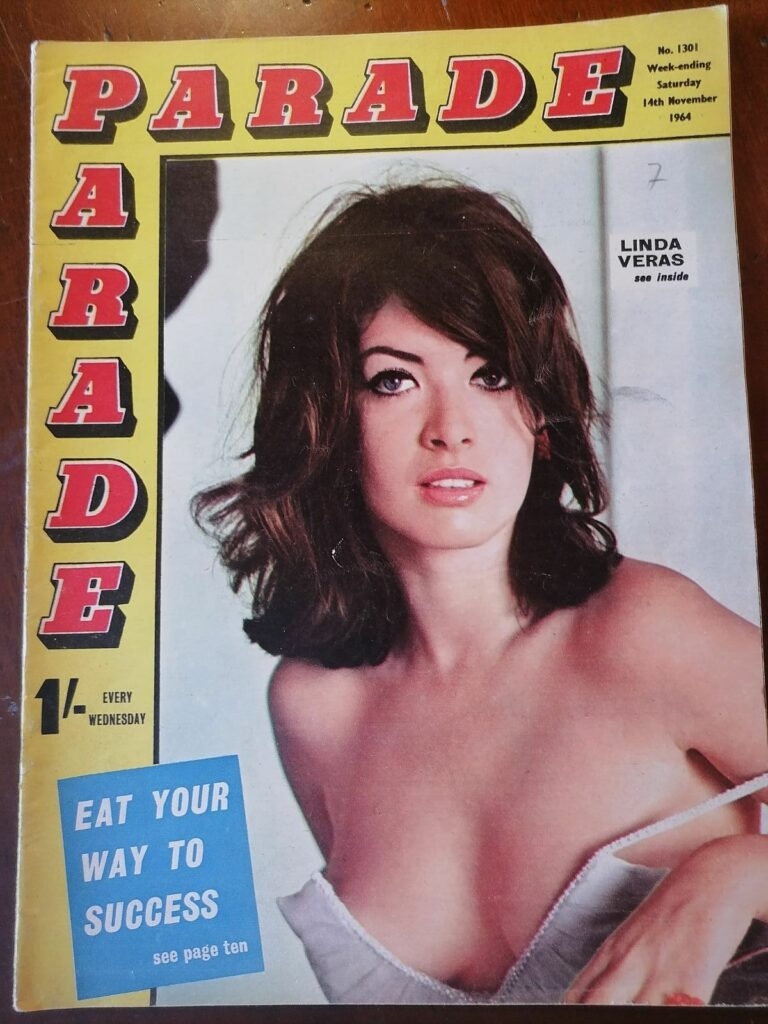 PARADE
No. 1301
Week-ending
Saturday
14th November
1964
PARADE
7
LINDA
VERAS
see inside
1/-
EVERY
WEDNESDAY
EAT YOUR
WAY TO
SUCCESS
see page ten